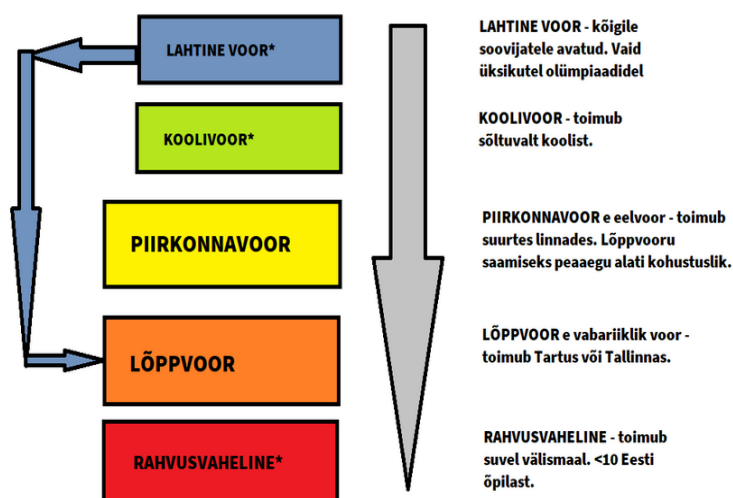 LAHTINE VOOR*
LAHTINE VOOR - kõigile
soovijatele avatud. Vaid
üksikutel olümpiaadidel
KOOLIVOOR*
KOOLIVOOR - toimub
sõltuvalt koolist.
PIIRKONNAVOOR
PIIRKONNAVOOR e eelvoor - toimub
suurtes linnades. Lõppvooru
saamiseks peaaegu alati kohustuslik.
LÕPPVOOR
LÕPPVOOR e vabariiklik voor -
toimub Tartus või Tallinnas.
RAHVUSVAHELINE*
RAHVUSVAHELINE - toimub
suvel välismaal. <10 Eesti
õpilast.